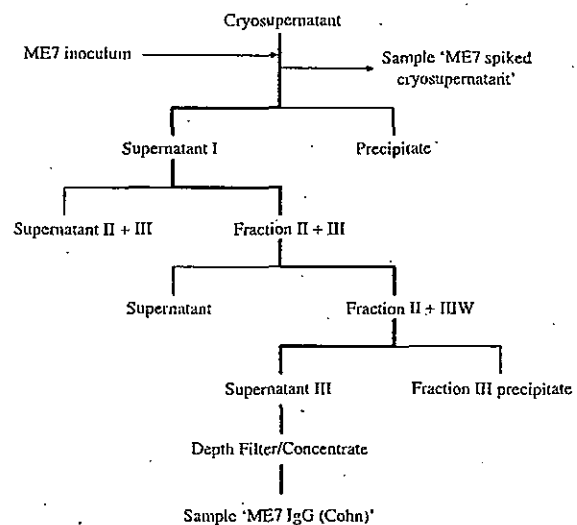 Cryosupernatant
ME7 inoculum
Sample 'ME7 spiked
cryosupernatant'
Supernatant I
Precipitate
Supernatant II + III
Fraction II + III
Supernatant
Fraction II + IIIW
Supernatant III
Fraction III precipitate
Depth Filter/Concentrate
Sample 'ME7 IgG (Cohn)'